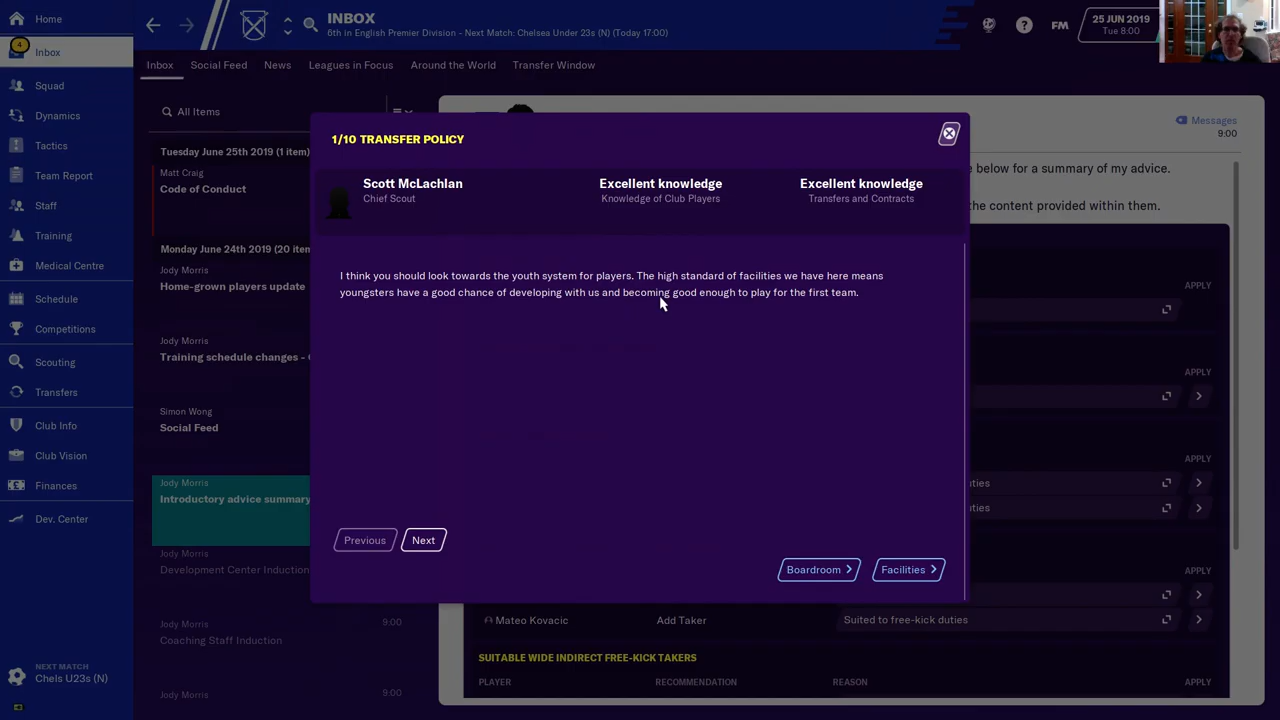 Home
INBOX
6th in English Premier Division - Next Match: Chelsea Under 23s (N) (Today 17:00)
FM
25 JUN 2019
Tue 8:00
4
Inbox
Inbox
Social Feed
News
Leagues in Focus
Around the World
Transfer Window
Squad
Dynamics
Tactics
Team Report
Staff
Training
Medical Centre
Schedule
Competitions
Scouting
Transfers
Club Info
Club Vision
Finances
Dev. Center
NEXT MATCH
Chels U23s (N)
All Items
Tuesday June 25th 2019 (1 item)
Matt Craig
Code of Conduct
Monday June 24th 2019 (20 item
Jody Morris
Home-grown players update
Jody Morris
Training schedule changes -
Simon Wong
Social Feed
Jody Morris
Introductory advice summary
Jody Morris
Development Center Induction
9:00
Coaching Staff Induction
Jody Morris
9:00
1/10 TRANSFER POLICY
Scott McLachlan
Chief Scout
Excellent knowledge
Knowledge of Club Players
Excellent knowledge
Transfers and Contracts
I think you should look towards the youth system for players. The high standard of facilities we have here means
youngsters have a good chance of developing with us and becoming good enough to play for the first team.
Previous
Next
Boardroom
Facilities
Messages
9:00
e below for a summary of my advice.
the content provided within them.
APPLY
APPLY
APPLY
uties
uties
APPLY
Mateo Kovacic
Add Taker
Suited to free-kick duties
SUITABLE WIDE INDIRECT FREE-KICK TAKERS
PLAYER
RECOMMENDATION
REASON
APPLY